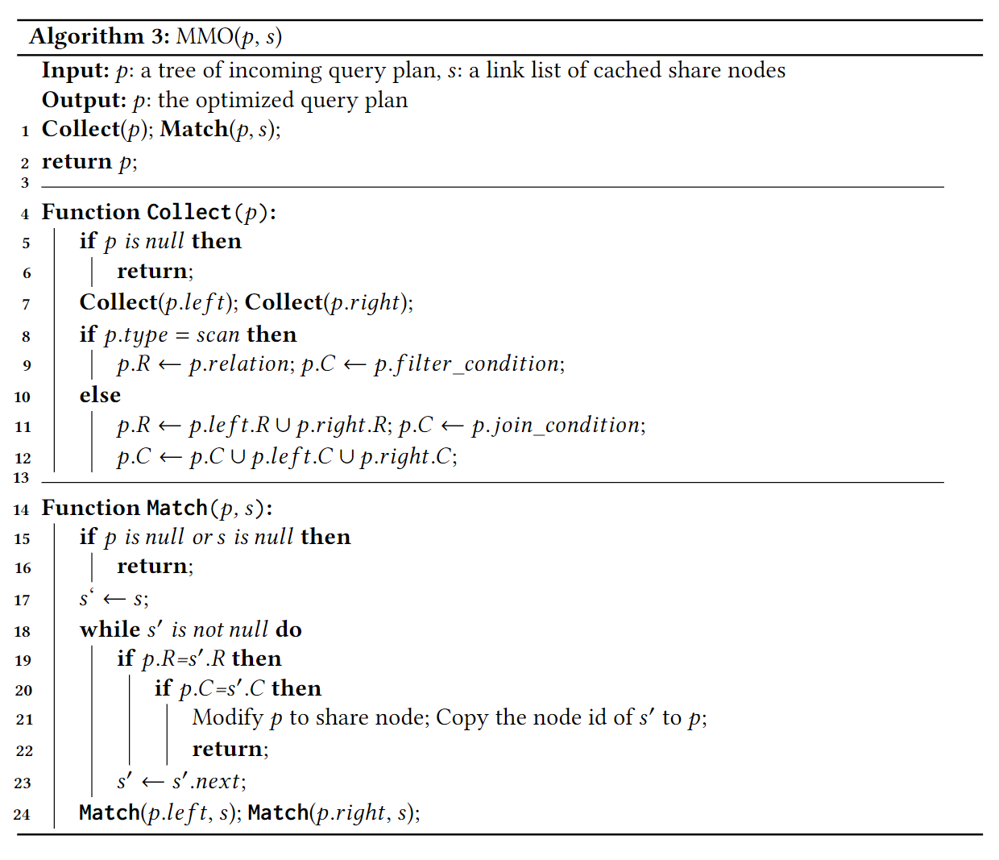 Algorithm 3: MMO(p, s)
Input: p: a tree of incoming query plan, s: a link list of cached share nodes
Output: p: the optimized query plan
1 Collect(p); Match(p, s);
2 return p;
3
4 Function Collect(p):
5 if p is null then
6 return;
7 Collect(p.left); Collect(p.right);
8 if p.type = scan then
9 p.R ← p.relation; p.C ← p.filter_condition;
10 else
11 p.R ← p.left.R ∪ p.right.R; p.C ← p.join_condition;
12 p.C ← p.C ∪ p.left.C ∪ p.right.C;
13
14 Function Match(p, s):
15 if p is null or s is null then
16 return;
17 s‘ ← s;
18 while s′ is not null do
19 if p.R=s′.R then
20 if p.C=s′.C then
21 Modify p to share node; Copy the node id of s′ to p;
22 return;
23 s′ ← s′.next;
24 Match(p.left, s); Match(p.right, s);